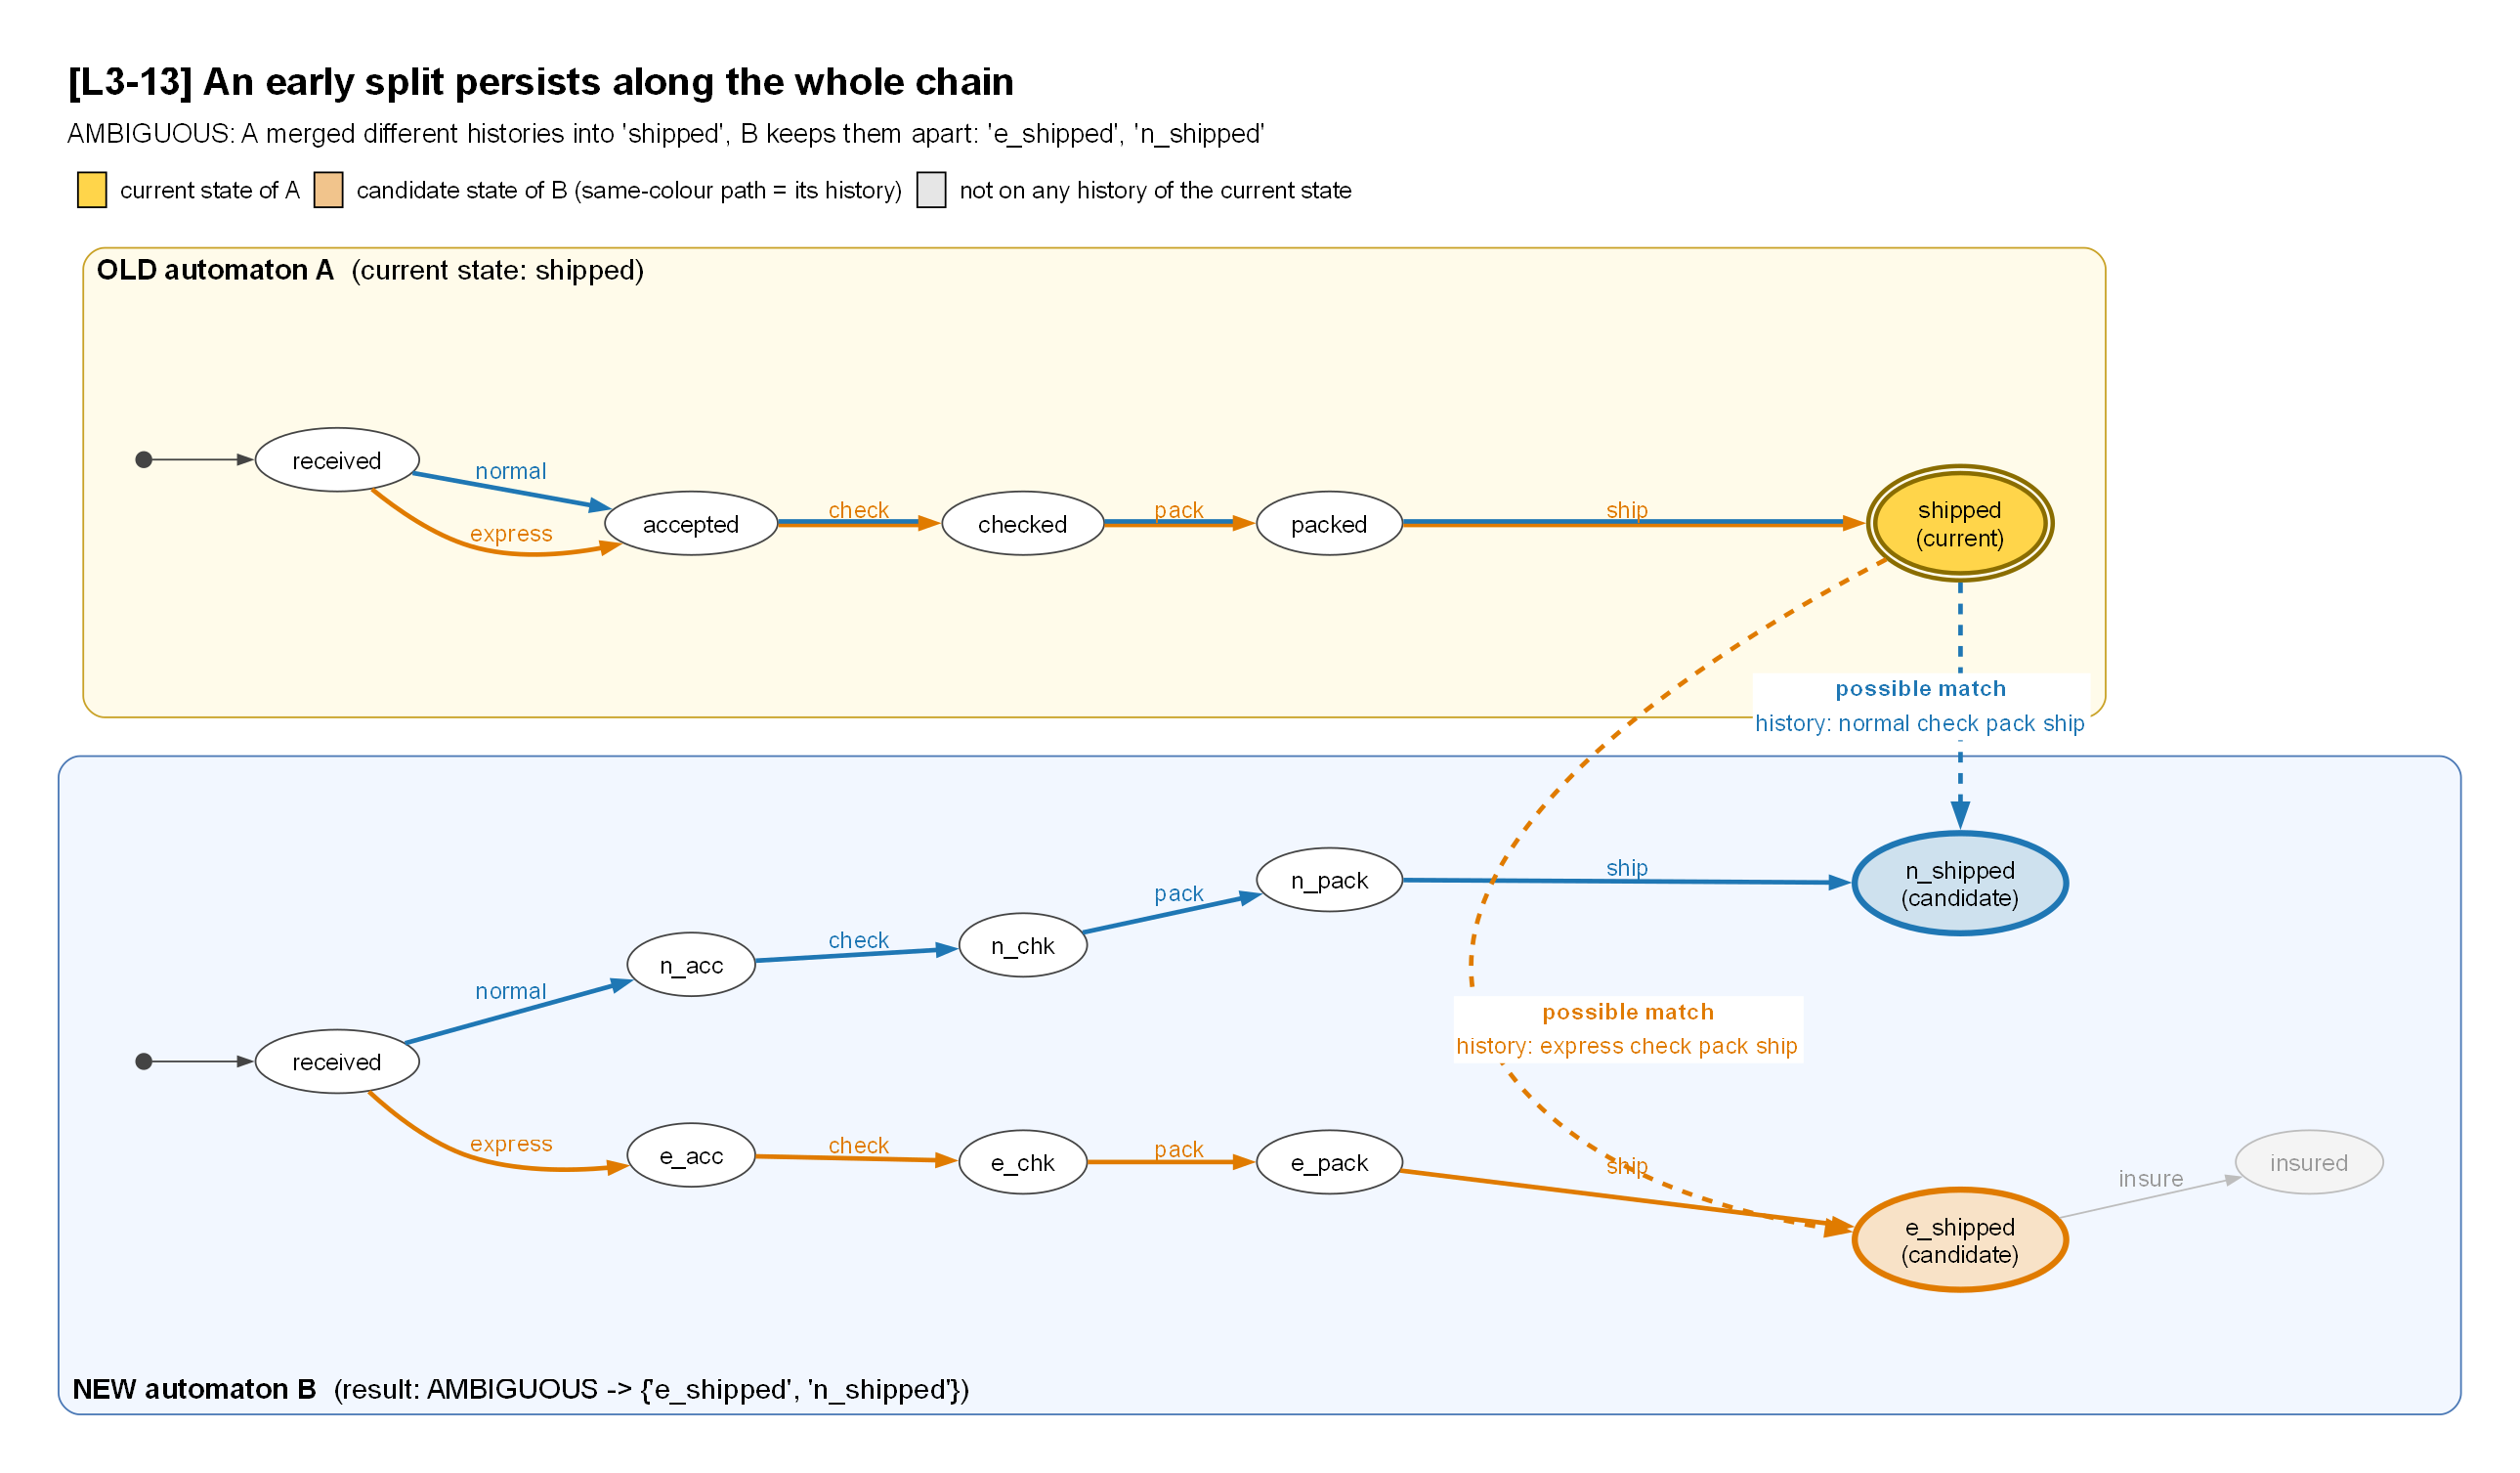 [L3-13] An early split persists along the whole chain
AMBIGUOUS: A merged different histories into 'shipped', B keeps them apart: 'e_shipped', 'n_shipped'
current state of A
candidate state of B (same-colour path = its history)
not on any history of the current state
OLD automaton A (current state: shipped)
received
normal
express
accepted
check
checked
pack
packed
ship
shipped
(current)
possible match
history: normal check pack ship
received
normal
n_acc
check
n_chk
pack
n_pack
ship
n_shipped
(candidate)
possible match
history: express check pack ship
express
e_acc
check
e_chk
pack
e_pack
ship
e_shipped
(candidate)
insure
insured
NEW automaton B (result: AMBIGUOUS -> {'e_shipped', 'n_shipped'})